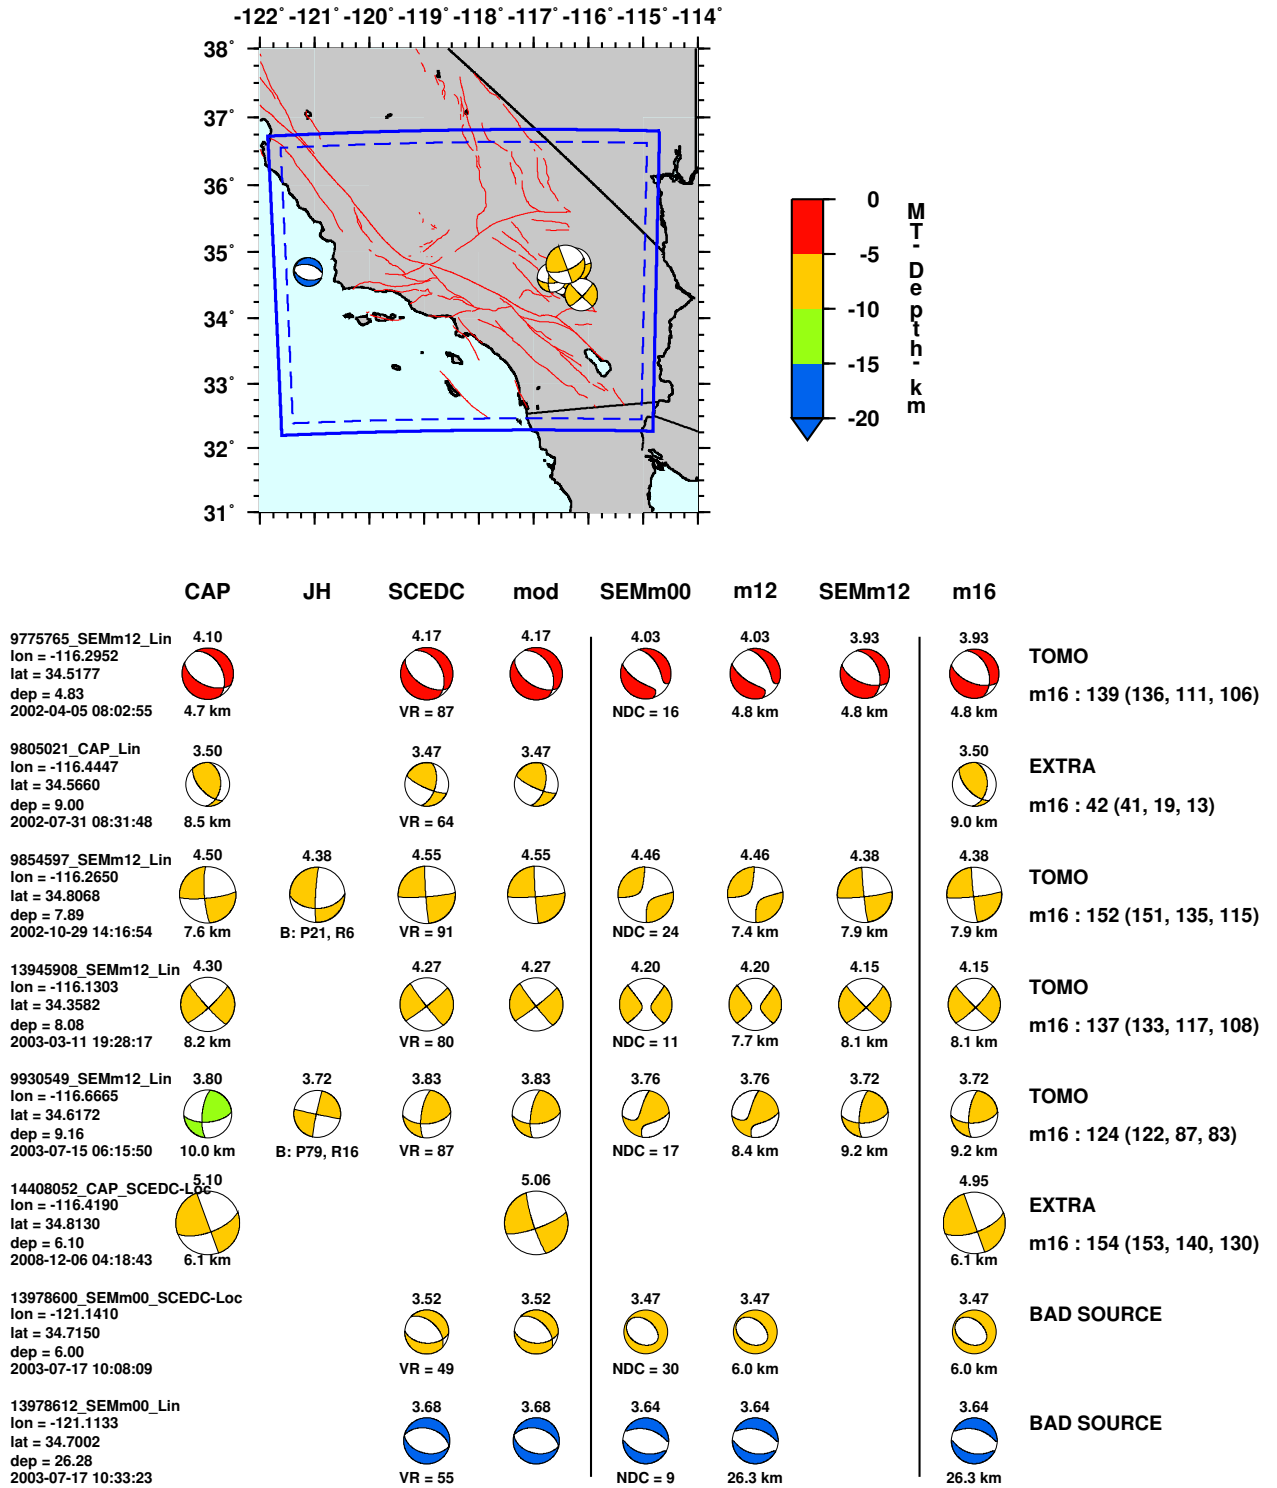 -122° -121° -120° -119° -118° -117° -116° -115° -114°
38°
37°
36°
35°
34°
33°
32°
31°
0
-5
-10
-15
-20
MT-Depth-km
CAP JH SCEDC mod SEMm00 m12 SEMm12 m16
9775765_SEMm12_Lin 4.10 4.17 4.17 4.03 4.03 3.93 3.93
lon = -116.2952 TOMO
lat = 34.5177
dep = 4.83 m16 : 139 (136, 111, 106)
2002-04-05 08:02:55 4.7 km VR = 87 NDC = 16 4.8 km 4.8 km 4.8 km
9805021_CAP_Lin 3.50 3.47 3.47 3.50
lon = -116.4447 EXTRA
lat = 34.5660
dep = 9.00 m16 : 42 (41, 19, 13)
2002-07-31 08:31:48 8.5 km VR = 64 9.0 km
9854597_SEMm12_Lin 4.50 4.38 4.55 4.55 4.46 4.46 4.38 4.38
lon = -116.2650 TOMO
lat = 34.8068
dep = 7.89 m16 : 152 (151, 135, 115)
2002-10-29 14:16:54 7.6 km B: P21, R6 VR = 91 NDC = 24 7.4 km 7.9 km 7.9 km
13945908_SEMm12_Lin 4.30 4.27 4.27 4.20 4.20 4.15 4.15
lon = -116.1303 TOMO
lat = 34.3582
dep = 8.08 m16 : 137 (133, 117, 108)
2003-03-11 19:28:17 8.2 km VR = 80 NDC = 11 7.7 km 8.1 km 8.1 km
9930549_SEMm12_Lin 3.80 3.72 3.83 3.83 3.76 3.76 3.72 3.72
lon = -116.6665 TOMO
lat = 34.6172
dep = 9.16 m16 : 124 (122, 87, 83)
2003-07-15 06:15:50 10.0 km B: P79, R16 VR = 87 NDC = 17 8.4 km 9.2 km 9.2 km
14408052_CAP_SCEDC-Loc 5.10 5.06 4.95
lon = -116.4190 EXTRA
lat = 34.8130
dep = 6.10 m16 : 154 (153, 140, 130)
2008-12-06 04:18:43 6.1 km 6.1 km
13978600_SEMm00_SCEDC-Loc 3.52 3.52 3.47 3.47 3.47
lon = -121.1410 BAD SOURCE
lat = 34.7150
dep = 6.00
2003-07-17 10:08:09 VR = 49 NDC = 30 6.0 km 6.0 km
13978612_SEMm00_Lin 3.68 3.68 3.64 3.64 3.64
lon = -121.1133 BAD SOURCE
lat = 34.7002
dep = 26.28
2003-07-17 10:33:23 VR = 55 NDC = 9 26.3 km 26.3 km